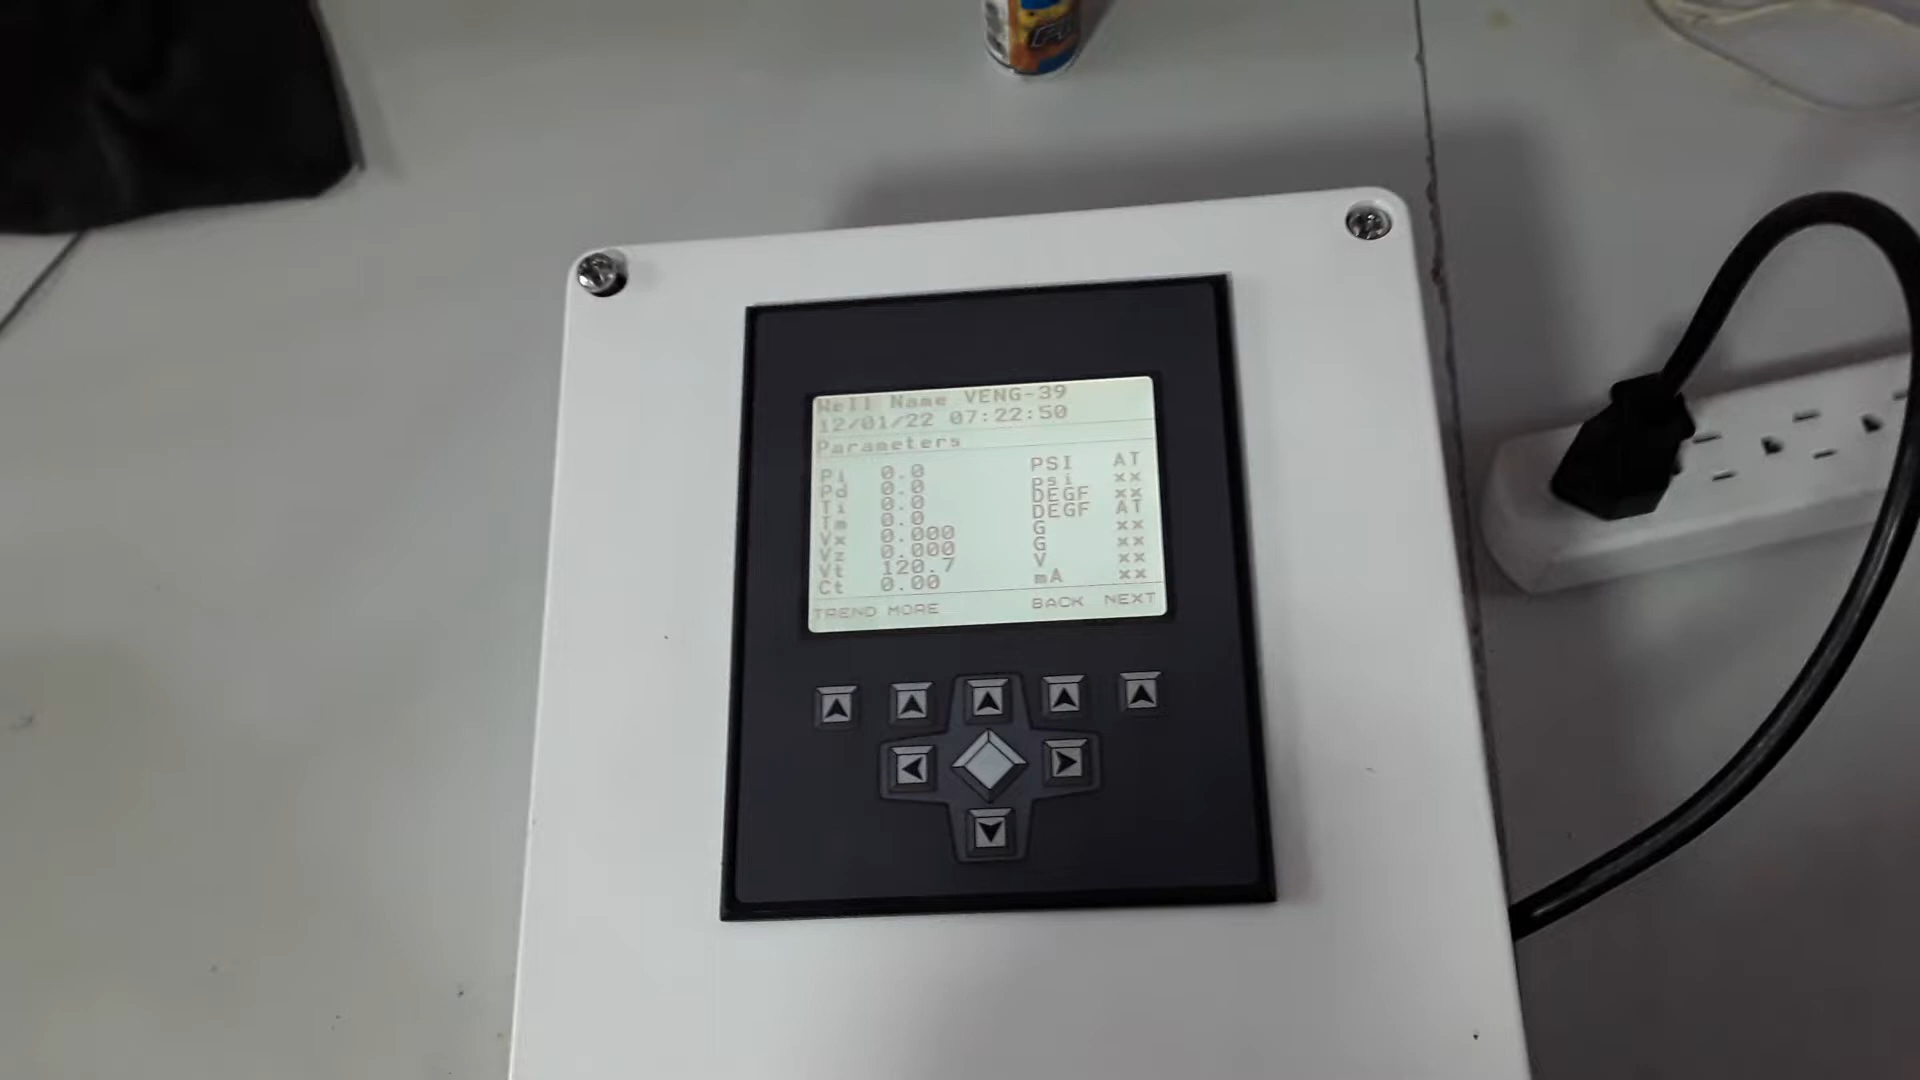 Well Name VENG-39
12/01/22 07:22:50
Parameters
Pi 0.0 PSI AT
Pd 0.0 psi xx
Ti 0.0 DEGF xx
Tm 0.0 DEGF AT
Vx 0.000 G xx
Vz 0.000 G xx
Vt 120.7 V xx
Ct 0.00 mA xx
TREND MORE BACK NEXT